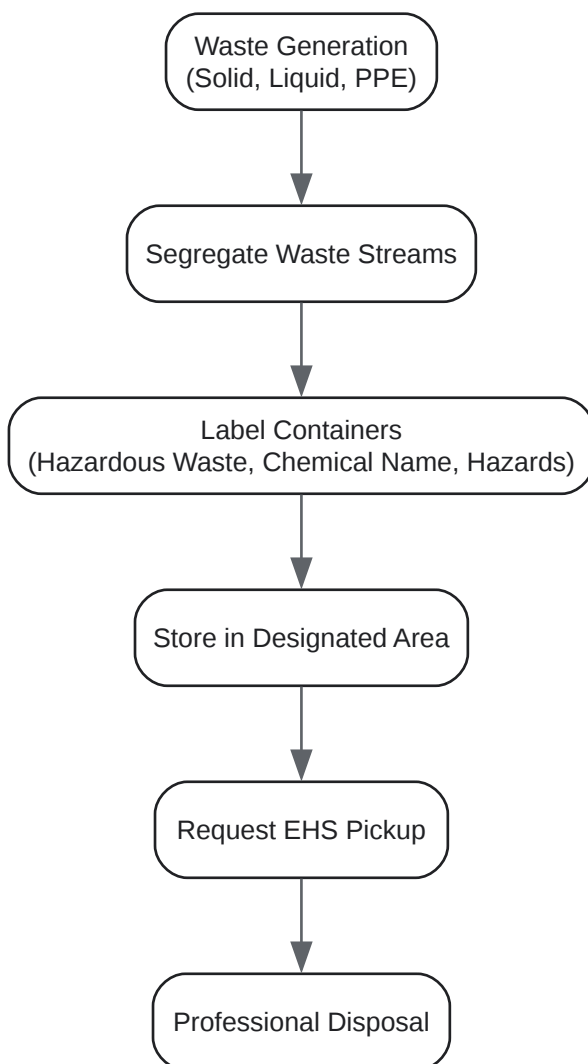 Waste Generation
(Solid, Liquid, PPE)
Segregate Waste Streams
Label Containers
(Hazardous Waste, Chemical Name, Hazards)
Store in Designated Area
Request EHS Pickup
Professional Disposal